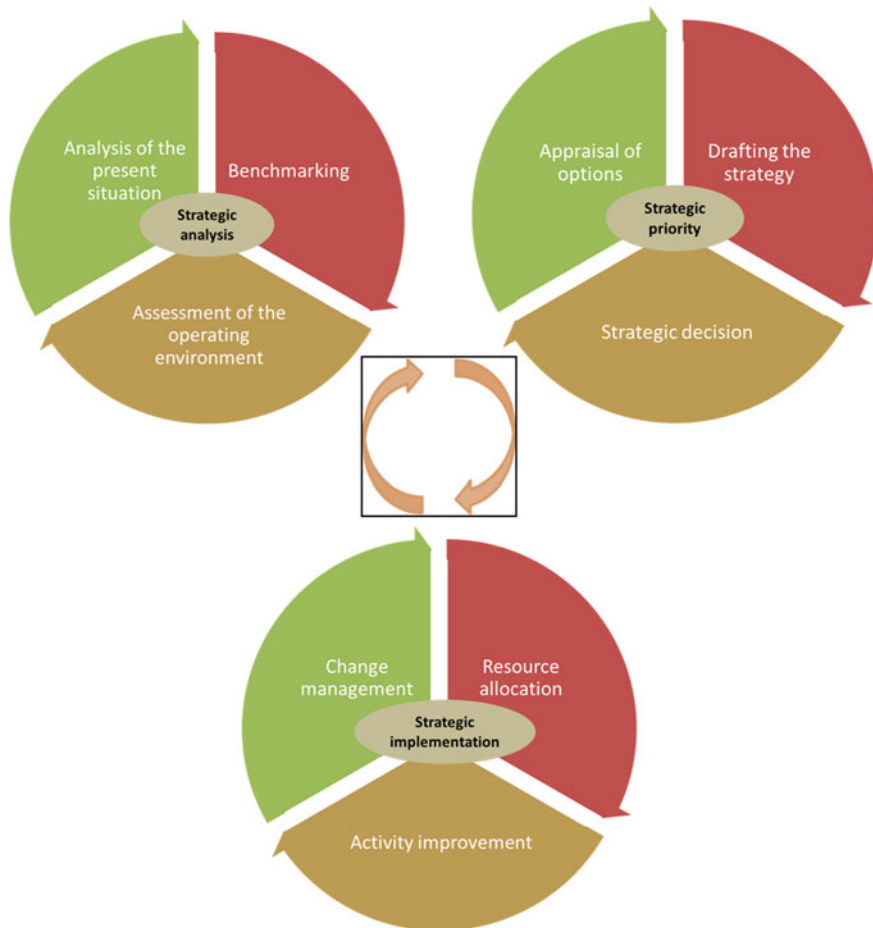 Analysis of the
present
situation
Benchmarking
Strategic
analysis
Assessment of the
operating
environment
Appraisal of
options
Drafting the
strategy
Strategic
priority
Strategic decision
Change
management
Resource
allocation
Strategic
implementation
Activity improvement